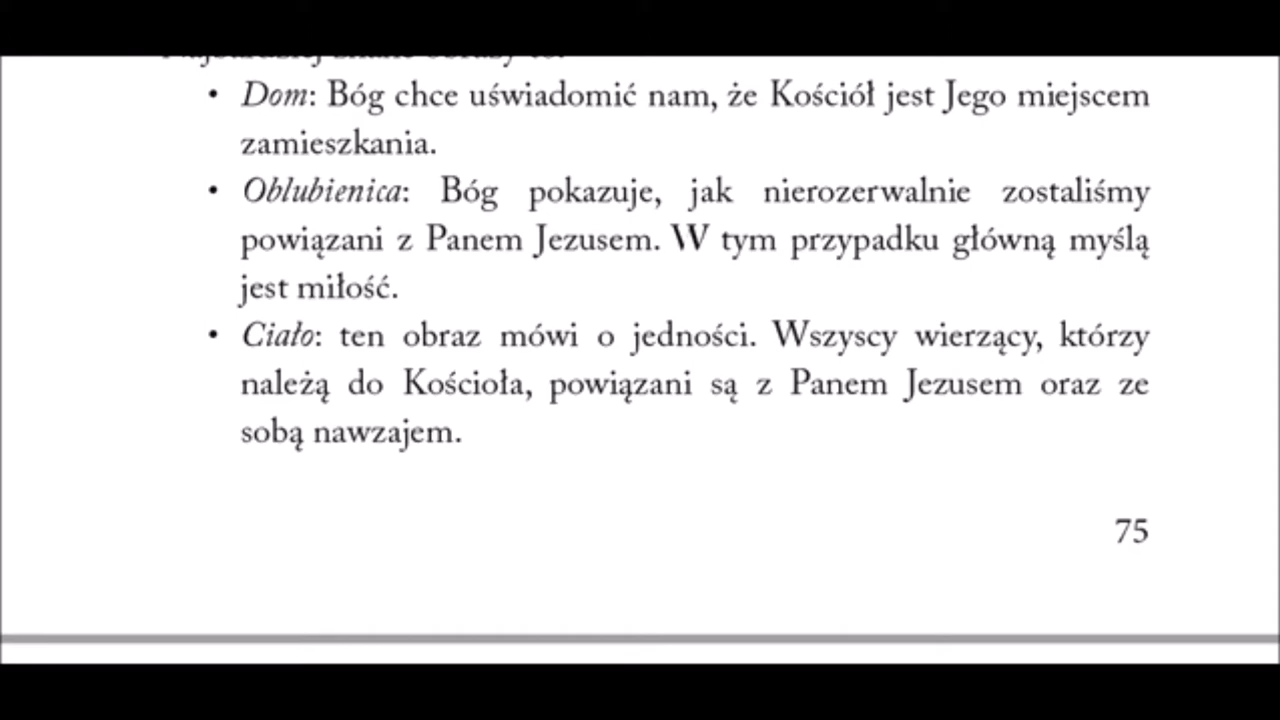 • Dom: Bóg chce uświadomić nam, że Kościół jest Jego miejscem
zamieszkania.
• Oblubienica: Bóg pokazuje, jak nierozerwalnie zostaliśmy
powiązani z Panem Jezusem. W tym przypadku główną myślą
jest miłość.
• Ciało: ten obraz mówi o jedności. Wszyscy wierzący, którzy
należą do Kościoła, powiązani są z Panem Jezusem oraz ze
sobą nawzajem.
75